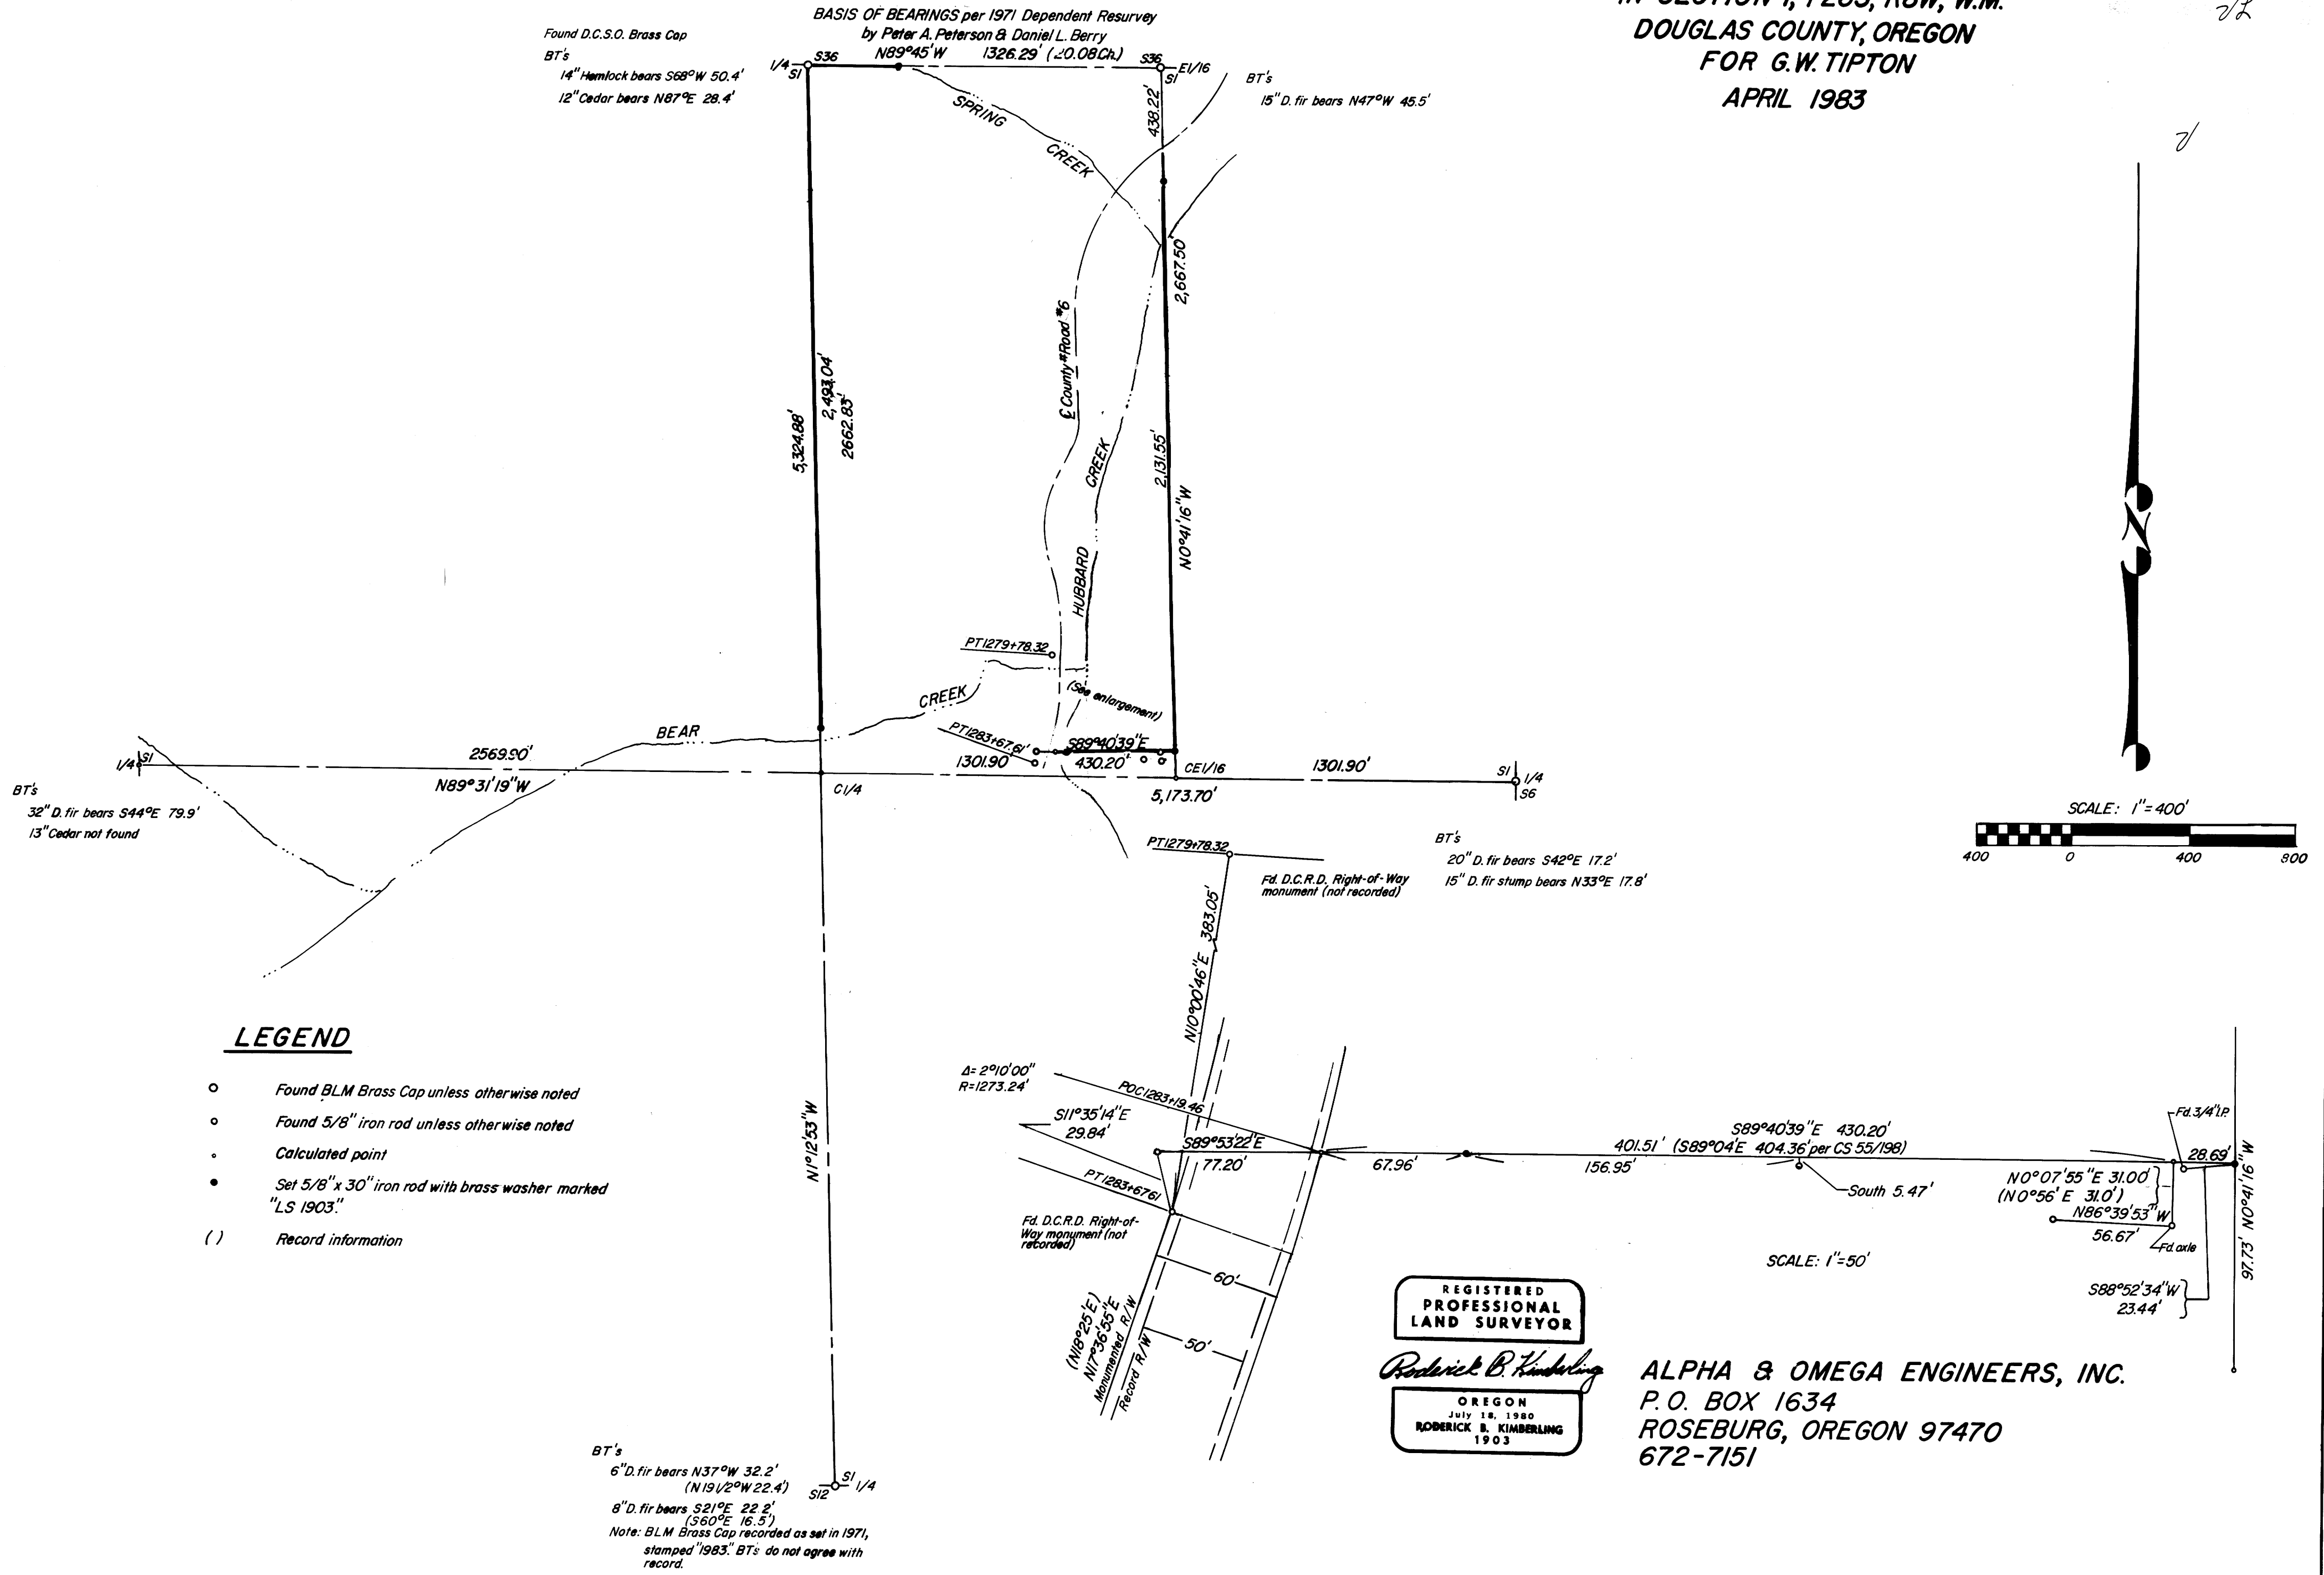 BASIS OF BEARINGS per 1971 Dependent Resurvey
by Peter A. Peterson & Daniel L. Berry
N89°45'W 1326.29' (20.08Ch.)
DOUGLAS COUNTY, OREGON
FOR G.W. TIPTON
APRIL 1983
Found D.C.S.O. Brass Cap
BT's
14" Hemlock bears S68°W 50.4'
12" Cedar bears N87°E 28.4'
1/4 S36
S1
S36 E1/16
S1
BT's
15" D. fir bears N47°W 45.5'
438.22'
SPRING
CREEK
2,667.50
℄ County Road #6
5,324.88'
2,493.04'
2662.83'
2,131.55'
CREEK
HUBBARD
N0°41'16"W
PT1279+78.32
(See enlargement)
CREEK
BEAR
PT1283+67.61'
S89°40'39"E
430.20'
1/4 S1
2569.90'
N89°31'19"W
1301.90'
CE1/16
1301.90'
C1/4
5,173.70'
S1 1/4
S6
BT's
32" D. fir bears S44°E 79.9'
13" Cedar not found
SCALE: 1"=400'
400 0 400 800
PT1279+78.32
Fd. D.C.R.D. Right-of-Way
monument (not recorded)
BT's
20" D. fir bears S42°E 17.2'
15" D. fir stump bears N33°E 17.8'
N10°00'46"E 383.05'
LEGEND
Found BLM Brass Cap unless otherwise noted
Found 5/8" iron rod unless otherwise noted
Calculated point
Set 5/8" x 30" iron rod with brass washer marked
"LS 1903."
( ) Record information
N1°12'53"W
Δ= 2°10'00"
R=1273.24'
POC1283+19.46
S11°35'14"E
29.84'
S89°53'22"E
77.20'
PT1283+6761
67.96'
S89°40'39"E 430.20'
401.51' (S89°04'E 404.36' per CS 55/198)
156.95'
South 5.47'
Fd. 3/4" I.P.
28.69'
N0°07'55"E 31.00'
(N0°56'E 31.0')
N86°39'53"W
56.67'
Fd. axle
97.73' N0°41'16"W
S88°52'34"W
23.44'
SCALE: 1"=50'
Fd. D.C.R.D. Right-of-
Way monument (not
recorded)
60'
50'
(N18°25'E)
N17°36'55"E
Monumented R/W
Record R/W
REGISTERED
PROFESSIONAL
LAND SURVEYOR
Roderick B. Kimberling
OREGON
July 18, 1980
RODERICK B. KIMBERLING
1903
ALPHA & OMEGA ENGINEERS, INC.
P.O. BOX 1634
ROSEBURG, OREGON 97470
672-7151
BT's
6" D. fir bears N37°W 32.2'
(N19 1/2°W 22.4')
8" D. fir bears S21°E 22.2'
(S60°E 16.5')
Note: BLM Brass Cap recorded as set in 1971,
stamped "1983." BT's do not agree with
record.
S1
S12 1/4